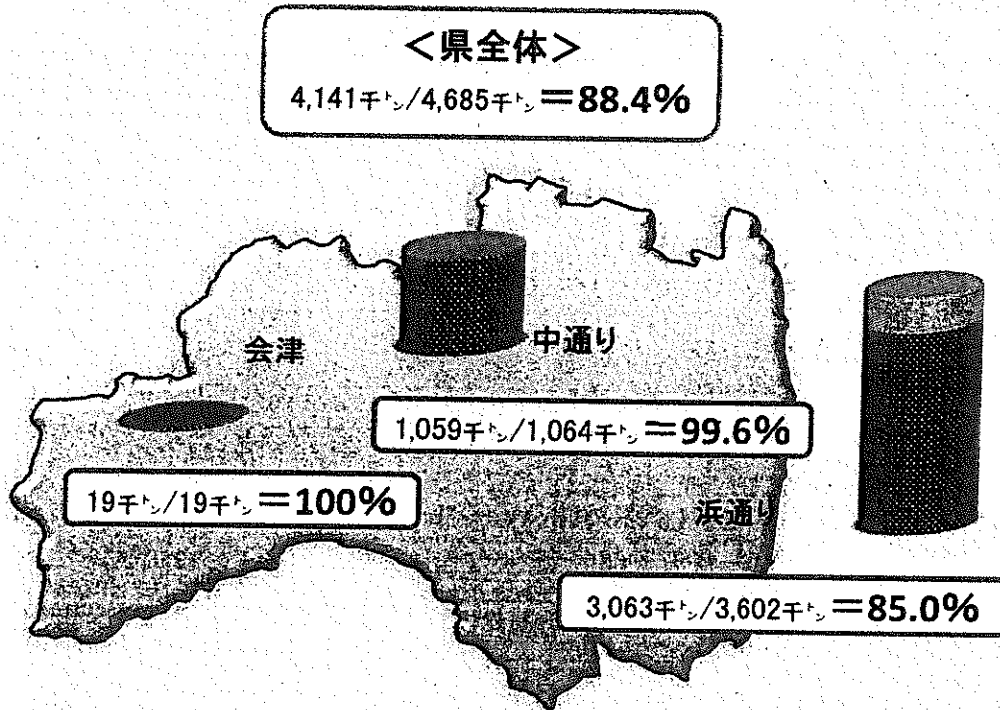 ＜県全体＞
4,141千㌧/4,685千㌧＝88.4%
会津
中通り
1,059千㌧/1,064千㌧＝99.6%
19千㌧/19千㌧＝100%
浜通り
3,063千㌧/3,602千㌧＝85.0%